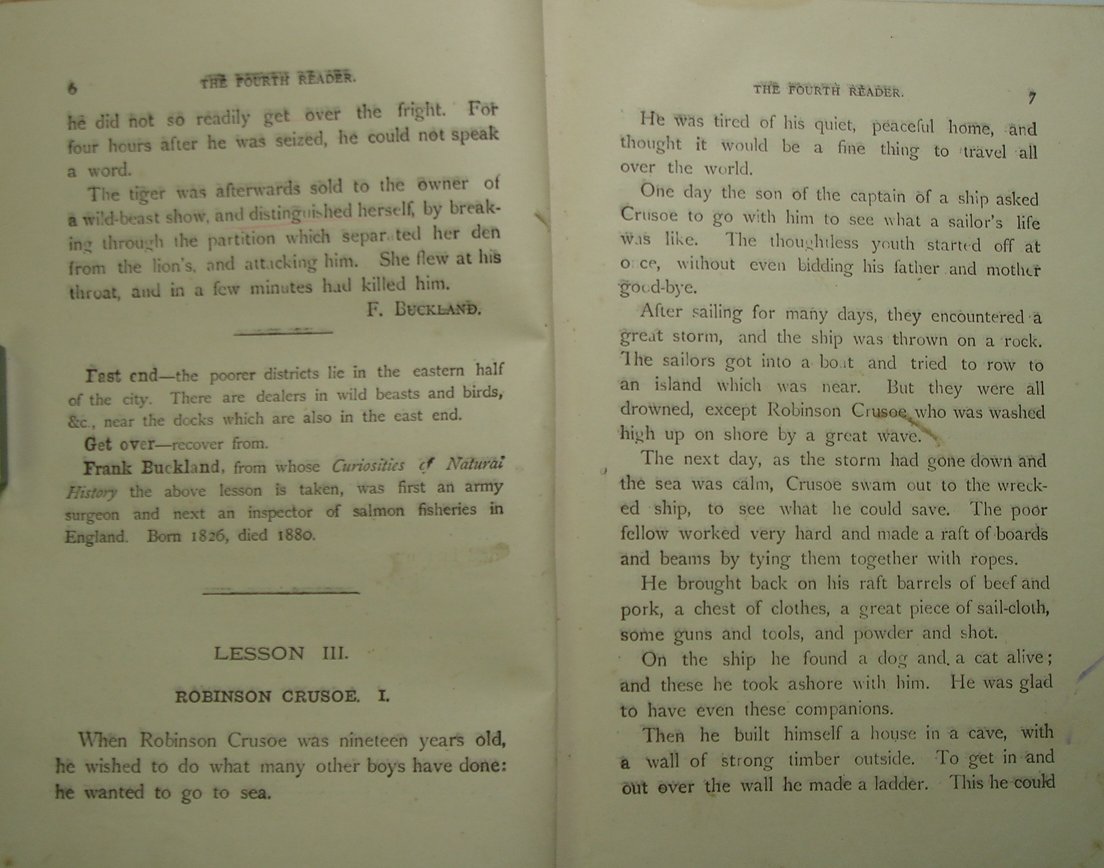 6
THE FOURTH READER.
he did not so readily get over the fright. For
four hours after he was seized, he could not speak
a word.
The tiger was afterwards sold to the owner of
a wild-beast show, and distinguished herself, by break-
ing through the partition which separ ted her den
from the lion's, and attacking him. She flew at his
throat, and in a few minutes had killed him.
F. BUCKLAND.
East end—the poorer districts lie in the eastern half
of the city. There are dealers in wild beasts and birds,
&c., near the docks which are also in the east end.
Get over—recover from.
Frank Buckland, from whose Curiosities of Natural
History the above lesson is taken, was first an army
surgeon and next an inspector of salmon fisheries in
England. Born 1826, died 1880.
LESSON III.
ROBINSON CRUSOE. I.
When Robinson Crusoe was nineteen years old,
he wished to do what many other boys have done:
he wanted to go to sea.
THE FOURTH READER.
7
He was tired of his quiet, peaceful home, and
thought it would be a fine thing to travel all
over the world.
One day the son of the captain of a ship asked
Crusoe to go with him to see what a sailor's life
was like. The thoughtless youth started off at
o ce, without even bidding his father and mother
good-bye.
After sailing for many days, they encountered a
great storm, and the ship was thrown on a rock.
The sailors got into a boat and tried to row to
an island which was near. But they were all
drowned, except Robinson Crusoe, who was washed
high up on shore by a great wave.
The next day, as the storm had gone down and
the sea was calm, Crusoe swam out to the wreck-
ed ship, to see what he could save. The poor
fellow worked very hard and made a raft of boards
and beams by tying them together with ropes.
He brought back on his raft barrels of beef and
pork, a chest of clothes, a great piece of sail-cloth,
some guns and tools, and powder and shot.
On the ship he found a dog and. a cat alive;
and these he took ashore with him. He was glad
to have even these companions.
Then he built himself a house in a cave, with
a wall of strong timber outside. To get in and
out over the wall he made a ladder. This he could